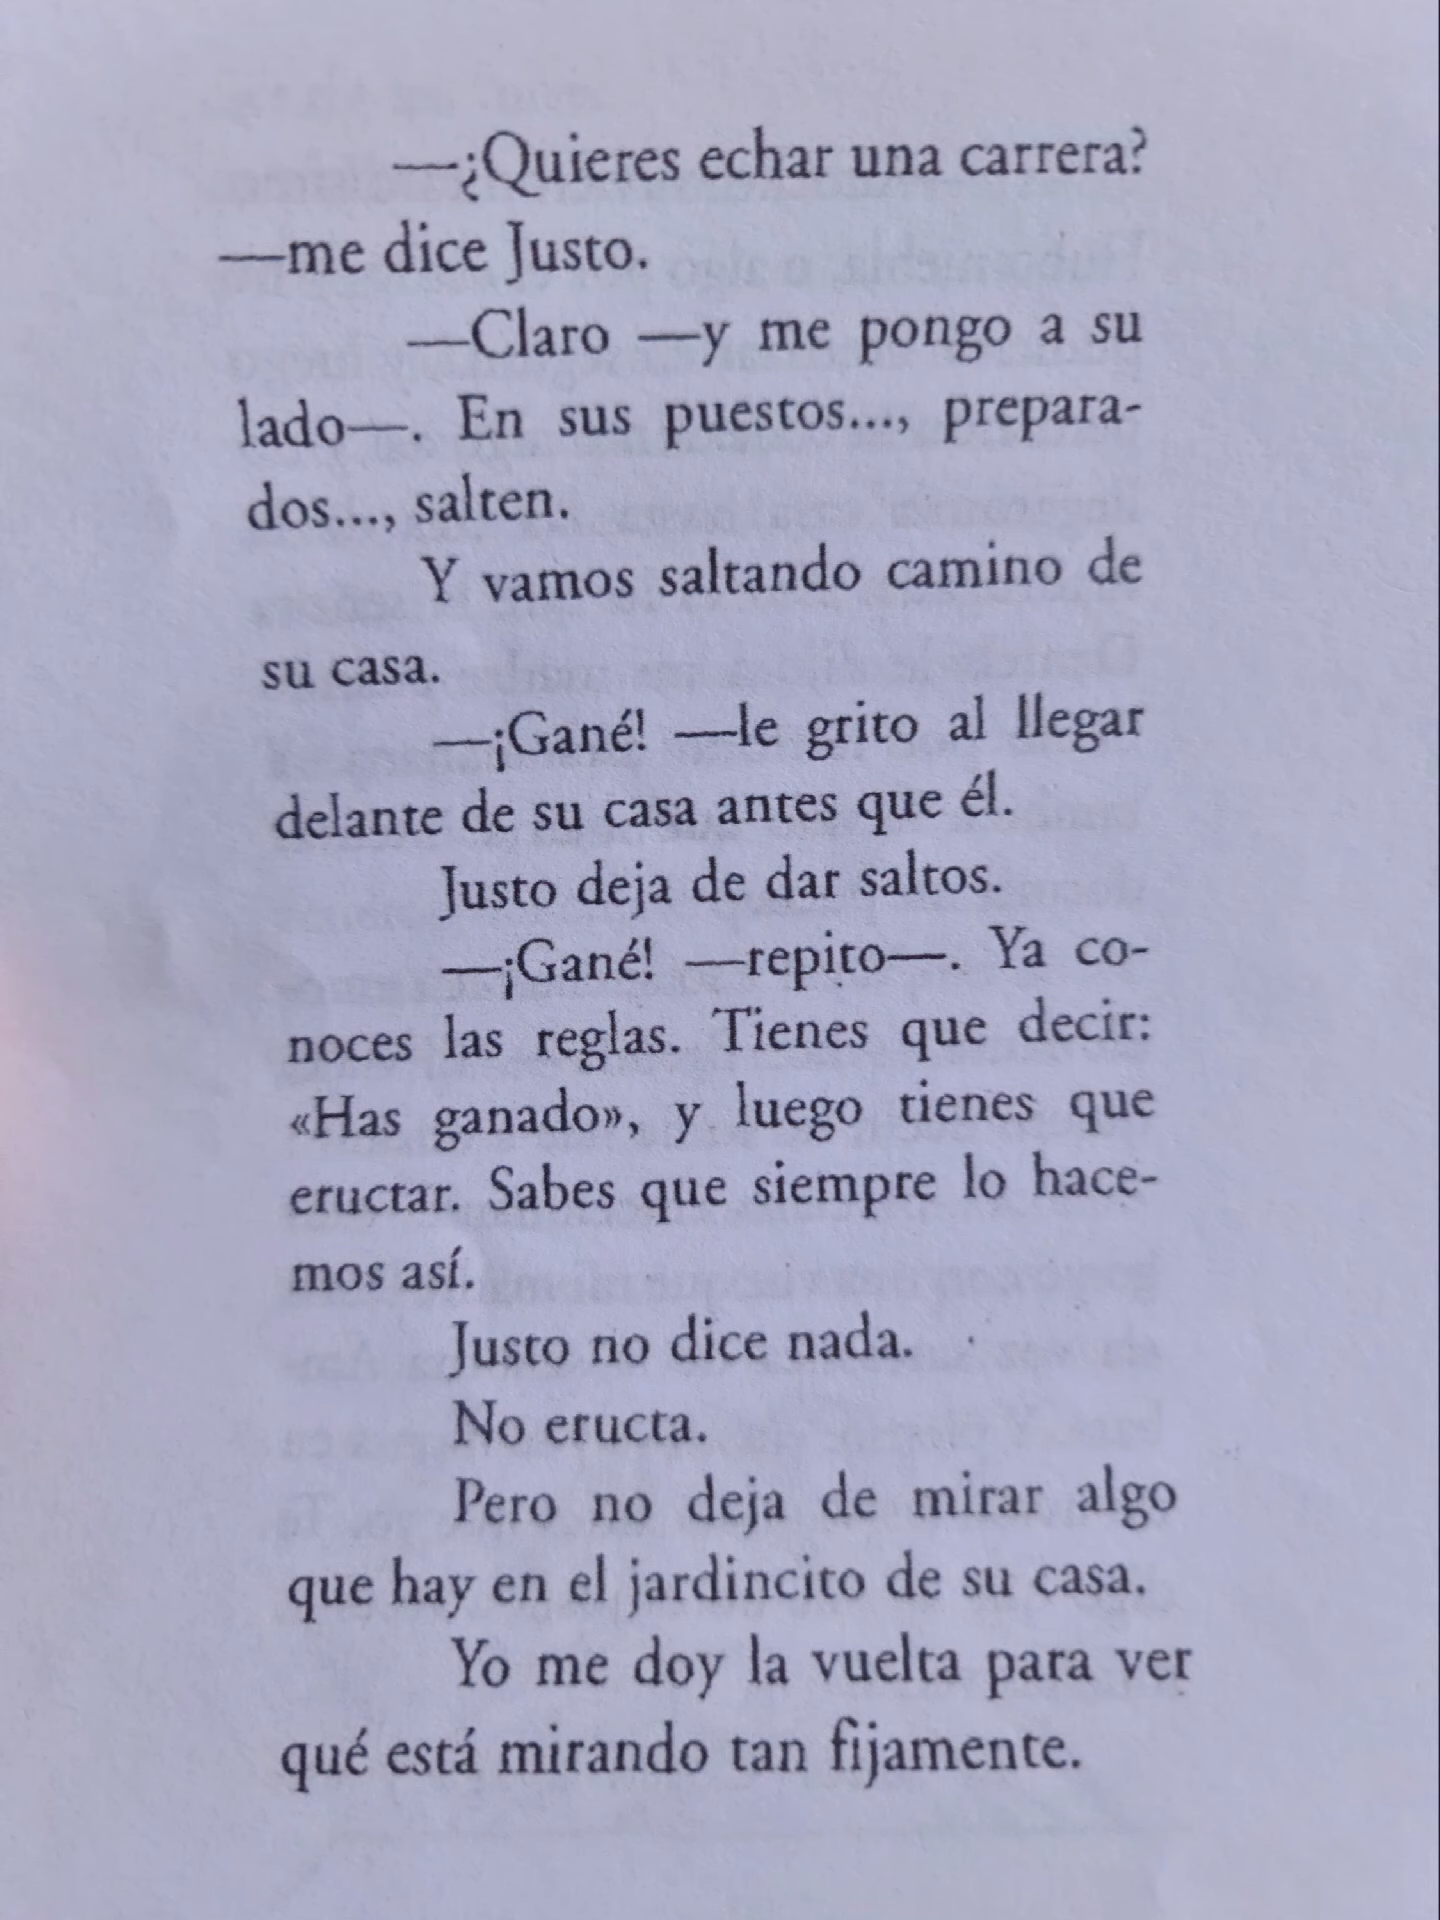 —¿Quieres echar una carrera?
—me dice Justo.
—Claro —y me pongo a su
lado—. En sus puestos..., prepara-
dos..., salten.
Y vamos saltando camino de
su casa.
—¡Gané! —le grito al llegar
delante de su casa antes que él.
Justo deja de dar saltos.
—¡Gané! —repito—. Ya co-
noces las reglas. Tienes que decir:
«Has ganado», y luego tienes que
eructar. Sabes que siempre lo hace-
mos así.
Justo no dice nada.
No eructa.
Pero no deja de mirar algo
que hay en el jardincito de su casa.
Yo me doy la vuelta para ver
qué está mirando tan fijamente.